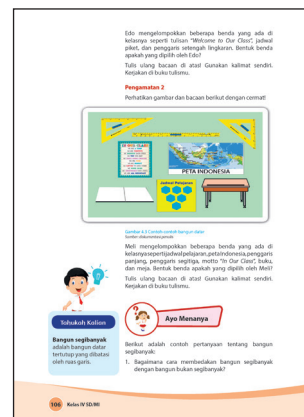 Edo mengelompokkan beberapa benda yang ada di
kelasnya seperti tulisan "Welcome to Our Class", jadwal
piket, dan penggaris setengah lingkaran. Bentuk benda
apakah yang dipilih oleh Edo?
Tulis ulang bacaan di atas! Gunakan kalimat sendiri.
Kerjakan di buku tulismu.
Pengamatan 2
Perhatikan gambar dan bacaan berikut dengan cermat!
PETA INDONESIA
Jadwal Pelajaran
Gambar 4.3 Contoh-contoh bangun datar
Sumber: dokumentasi penulis
Meli mengelompokkan beberapa benda yang ada di
kelasnya seperti jadwal pelajaran, peta Indonesia, penggaris
panjang, penggaris segitiga, motto "In Our Class", buku,
dan meja. Bentuk benda apakah yang dipilih oleh Meli?
Tulis ulang bacaan di atas! Gunakan kalimat sendiri.
Kerjakan di buku tulismu.
Tahukah Kalian
Bangun segibanyak
adalah bangun datar
tertutup yang dibatasi
oleh ruas garis.
Ayo Menanya
Berikut adalah contoh pertanyaan tentang bangun
segibanyak:
1. Bagaimana cara membedakan bangun segibanyak
dengan bangun bukan segibanyak?
106 Kelas IV SD/MI